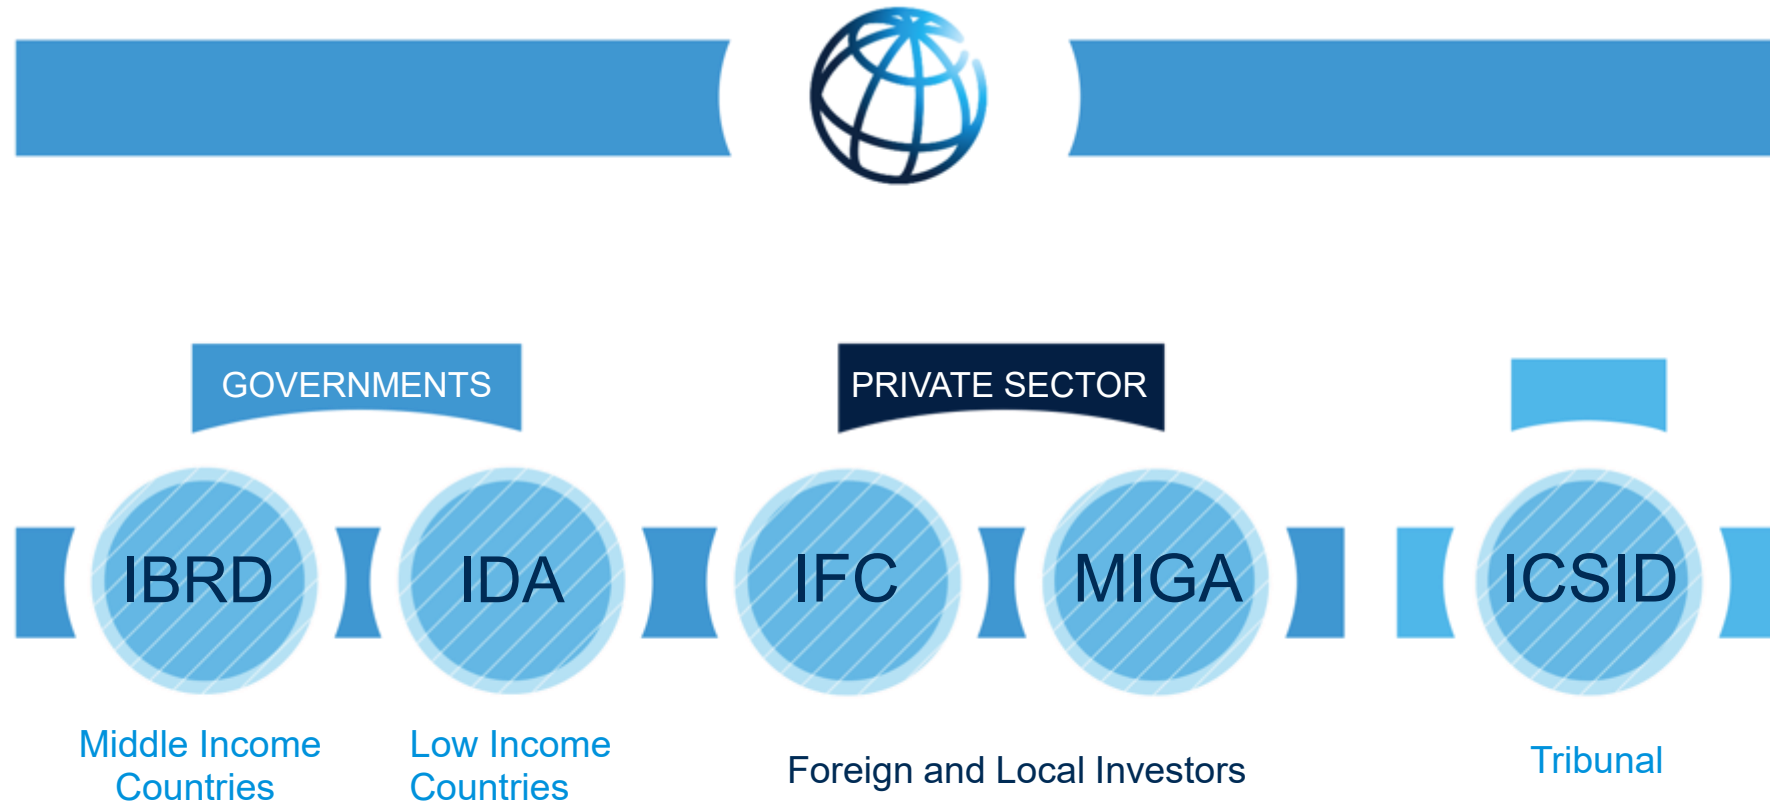 GOVERNMENTS
PRIVATE SECTOR
IBRD
IDA
IFC
MIGA
ICSID
Middle Income
Countries
Low Income
Countries
Foreign and Local Investors
Tribunal